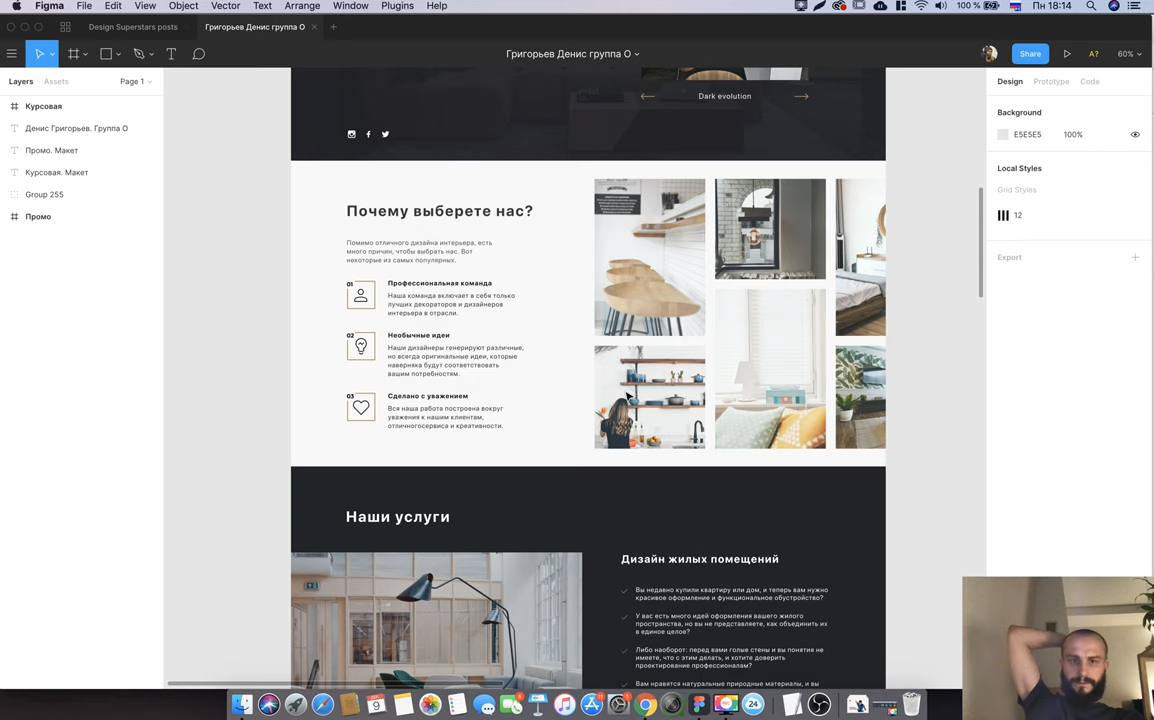 Figma File Edit View Object Vector Text Arrange Window Plugins Help 100 % Пн 18:14
Design Superstars posts Григорьев Денис группа О
Григорьев Денис группа О Share A? 60%
Layers Assets Page 1
Курсовая
Денис Григорьев. Группа О
Промо. Макет
Курсовая. Макет
Group 255
Промо
Dark evolution
Почему выберете нас?
Помимо отличного дизайна интерьера, есть
много причин, чтобы выбрать нас. Вот
некоторые из самых популярных.
01 Профессиональная команда
Наша команда включает в себя только
лучших декораторов и дизайнеров
интерьера в отрасли.
02 Необычные идеи
Наши дизайнеры генерируют различные,
но всегда оригинальные идеи, которые
наверняка будут соответствовать
вашим потребностям.
03 Сделано с уважением
Вся наша работа построена вокруг
уважения к нашим клиентам,
отличногосервиса и креативности.
Наши услуги
Дизайн жилых помещений
Вы недавно купили квартиру или дом, и теперь вам нужно
красивое оформление и функциональное обустройство?
У вас есть много идей оформления вашего жилого
пространства, но вы не представляете, как объединить их
в единое целое?
Либо наоборот: перед вами голые стены и вы понятия не
имеете, что с этим делать, и хотите доверить
проектирование профессионалам?
Вам нравятся натуральные природные материалы, и вы
Design Prototype Code
Background
E5E5E5 100%
Local Styles
Grid Styles
12
Export
9
24